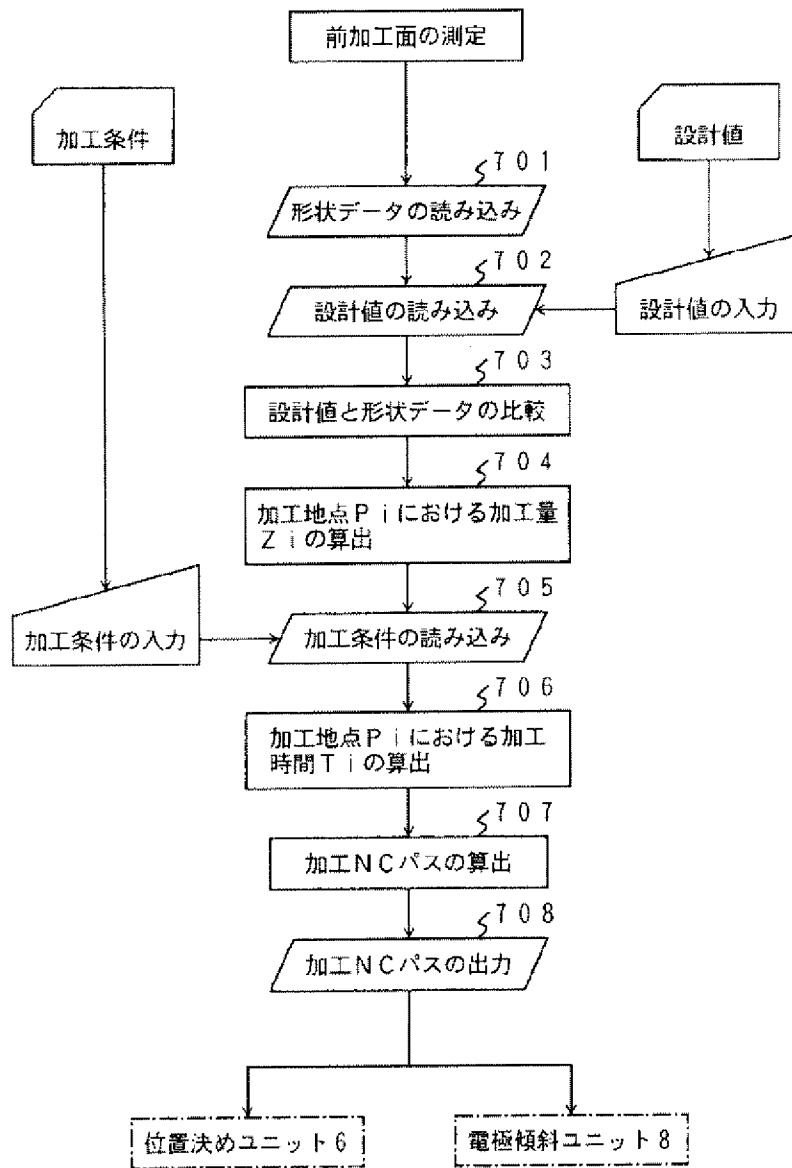 前加工面の測定
加工条件
設計値
701
形状データの読み込み
702
設計値の読み込み
設計値の入力
703
設計値と形状データの比較
704
加工地点Piにおける加工量
Ziの算出
705
加工条件の入力
加工条件の読み込み
706
加工地点Piにおける加工
時間Tiの算出
707
加工NCパスの算出
708
加工NCパスの出力
位置決めユニット6
電極傾斜ユニット8